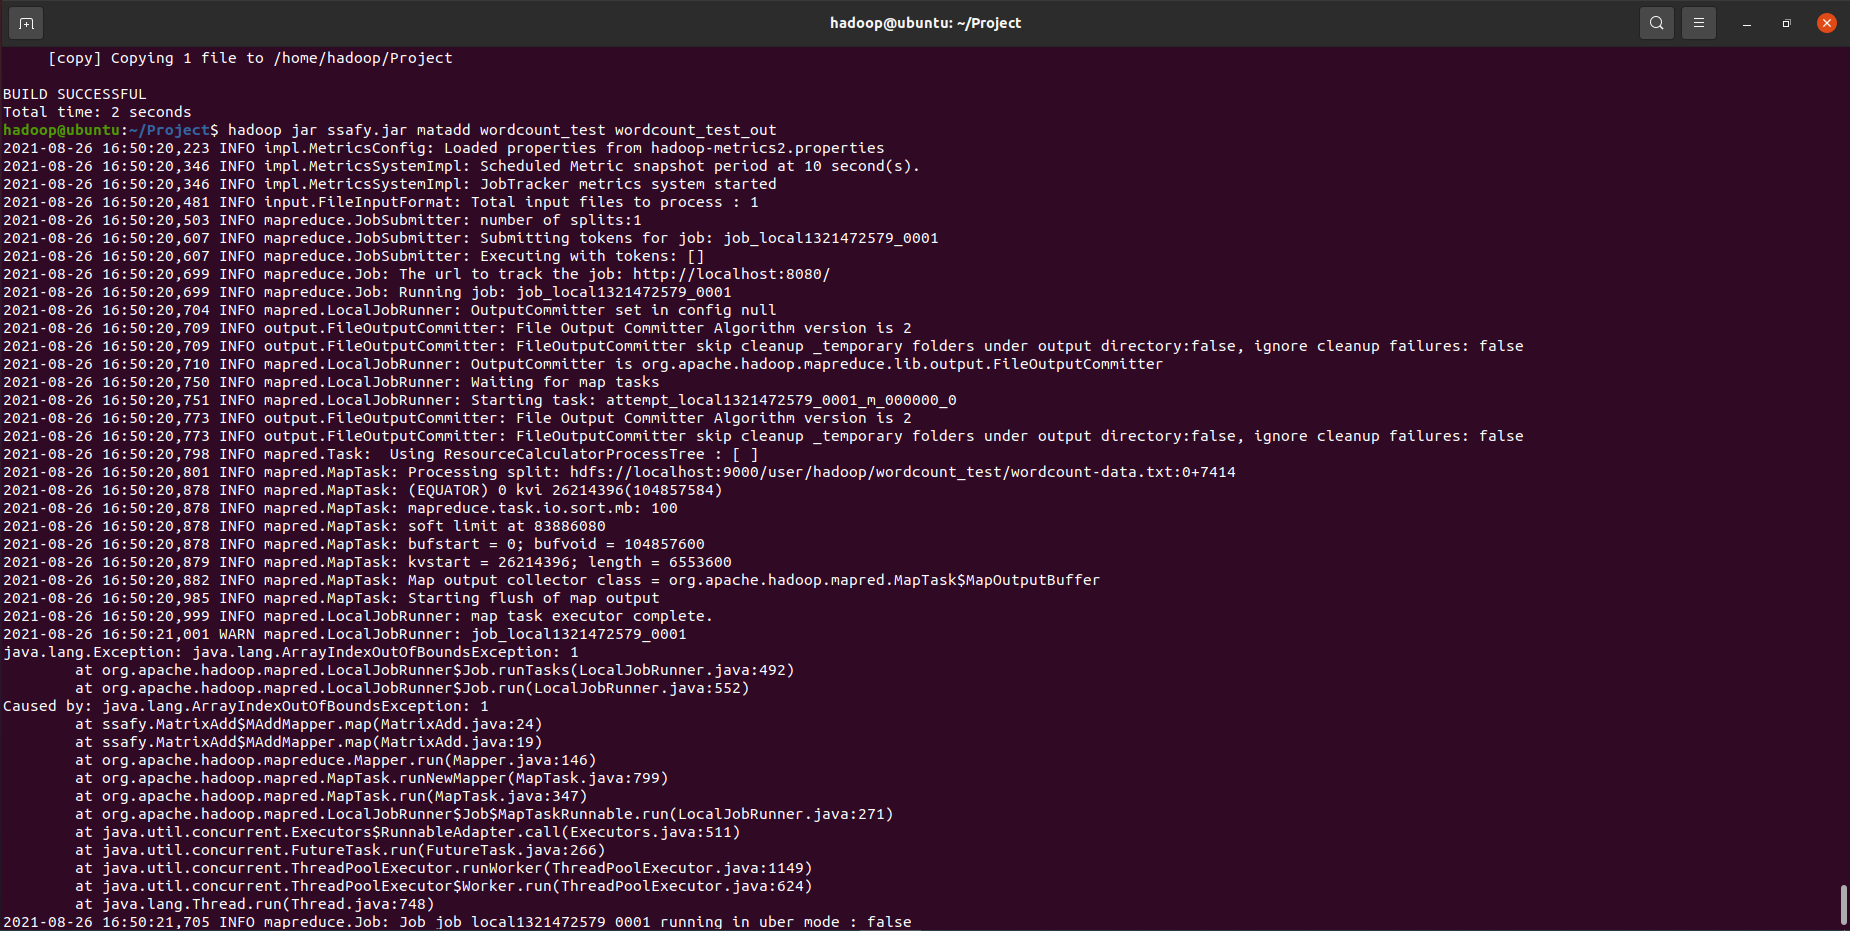 hadoop@ubuntu: ~/Project
[copy] Copying 1 file to /home/hadoop/Project
BUILD SUCCESSFUL
Total time: 2 seconds
hadoop@ubuntu:~/Project$ hadoop jar ssafy.jar matadd wordcount_test wordcount_test_out
2021-08-26 16:50:20,223 INFO impl.MetricsConfig: Loaded properties from hadoop-metrics2.properties
2021-08-26 16:50:20,346 INFO impl.MetricsSystemImpl: Scheduled Metric snapshot period at 10 second(s).
2021-08-26 16:50:20,346 INFO impl.MetricsSystemImpl: JobTracker metrics system started
2021-08-26 16:50:20,481 INFO input.FileInputFormat: Total input files to process : 1
2021-08-26 16:50:20,503 INFO mapreduce.JobSubmitter: number of splits:1
2021-08-26 16:50:20,607 INFO mapreduce.JobSubmitter: Submitting tokens for job: job_local1321472579_0001
2021-08-26 16:50:20,607 INFO mapreduce.JobSubmitter: Executing with tokens: []
2021-08-26 16:50:20,699 INFO mapreduce.Job: The url to track the job: http://localhost:8080/
2021-08-26 16:50:20,699 INFO mapreduce.Job: Running job: job_local1321472579_0001
2021-08-26 16:50:20,704 INFO mapred.LocalJobRunner: OutputCommitter set in config null
2021-08-26 16:50:20,709 INFO output.FileOutputCommitter: File Output Committer Algorithm version is 2
2021-08-26 16:50:20,709 INFO output.FileOutputCommitter: FileOutputCommitter skip cleanup _temporary folders under output directory:false, ignore cleanup failures: false
2021-08-26 16:50:20,710 INFO mapred.LocalJobRunner: OutputCommitter is org.apache.hadoop.mapreduce.lib.output.FileOutputCommitter
2021-08-26 16:50:20,750 INFO mapred.LocalJobRunner: Waiting for map tasks
2021-08-26 16:50:20,751 INFO mapred.LocalJobRunner: Starting task: attempt_local1321472579_0001_m_000000_0
2021-08-26 16:50:20,773 INFO output.FileOutputCommitter: File Output Committer Algorithm version is 2
2021-08-26 16:50:20,773 INFO output.FileOutputCommitter: FileOutputCommitter skip cleanup _temporary folders under output directory:false, ignore cleanup failures: false
2021-08-26 16:50:20,798 INFO mapred.Task:  Using ResourceCalculatorProcessTree : [ ]
2021-08-26 16:50:20,801 INFO mapred.MapTask: Processing split: hdfs://localhost:9000/user/hadoop/wordcount_test/wordcount-data.txt:0+7414
2021-08-26 16:50:20,878 INFO mapred.MapTask: (EQUATOR) 0 kvi 26214396(104857584)
2021-08-26 16:50:20,878 INFO mapred.MapTask: mapreduce.task.io.sort.mb: 100
2021-08-26 16:50:20,878 INFO mapred.MapTask: soft limit at 83886080
2021-08-26 16:50:20,878 INFO mapred.MapTask: bufstart = 0; bufvoid = 104857600
2021-08-26 16:50:20,879 INFO mapred.MapTask: kvstart = 26214396; length = 6553600
2021-08-26 16:50:20,882 INFO mapred.MapTask: Map output collector class = org.apache.hadoop.mapred.MapTask$MapOutputBuffer
2021-08-26 16:50:20,985 INFO mapred.MapTask: Starting flush of map output
2021-08-26 16:50:20,999 INFO mapred.LocalJobRunner: map task executor complete.
2021-08-26 16:50:21,001 WARN mapred.LocalJobRunner: job_local1321472579_0001
java.lang.Exception: java.lang.ArrayIndexOutOfBoundsException: 1
at org.apache.hadoop.mapred.LocalJobRunner$Job.runTasks(LocalJobRunner.java:492)
at org.apache.hadoop.mapred.LocalJobRunner$Job.run(LocalJobRunner.java:552)
Caused by: java.lang.ArrayIndexOutOfBoundsException: 1
at ssafy.MatrixAdd$MAddMapper.map(MatrixAdd.java:24)
at ssafy.MatrixAdd$MAddMapper.map(MatrixAdd.java:19)
at org.apache.hadoop.mapreduce.Mapper.run(Mapper.java:146)
at org.apache.hadoop.mapred.MapTask.runNewMapper(MapTask.java:799)
at org.apache.hadoop.mapred.MapTask.run(MapTask.java:347)
at org.apache.hadoop.mapred.LocalJobRunner$Job$MapTaskRunnable.run(LocalJobRunner.java:271)
at java.util.concurrent.Executors$RunnableAdapter.call(Executors.java:511)
at java.util.concurrent.FutureTask.run(FutureTask.java:266)
at java.util.concurrent.ThreadPoolExecutor.runWorker(ThreadPoolExecutor.java:1149)
at java.util.concurrent.ThreadPoolExecutor$Worker.run(ThreadPoolExecutor.java:624)
at java.lang.Thread.run(Thread.java:748)
2021-08-26 16:50:21,705 INFO mapreduce.Job: Job job_local1321472579_0001 running in uber mode : false